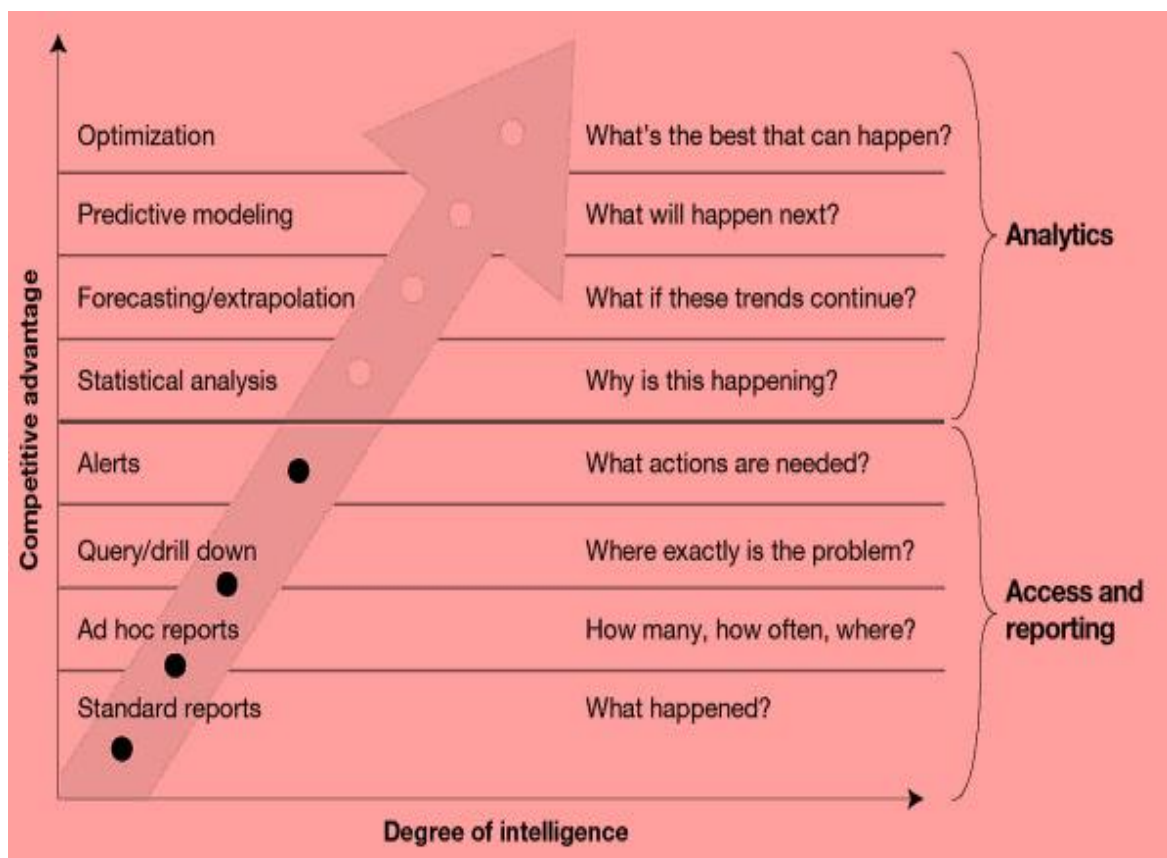 Competitive advantage
Optimization
What's the best that can happen?
Predictive modeling
What will happen next?
Forecasting/extrapolation
What if these trends continue?
Statistical analysis
Why is this happening?
Analytics
Alerts
What actions are needed?
Query/drill down
Where exactly is the problem?
Ad hoc reports
How many, how often, where?
Standard reports
What happened?
Access and
reporting
Degree of intelligence